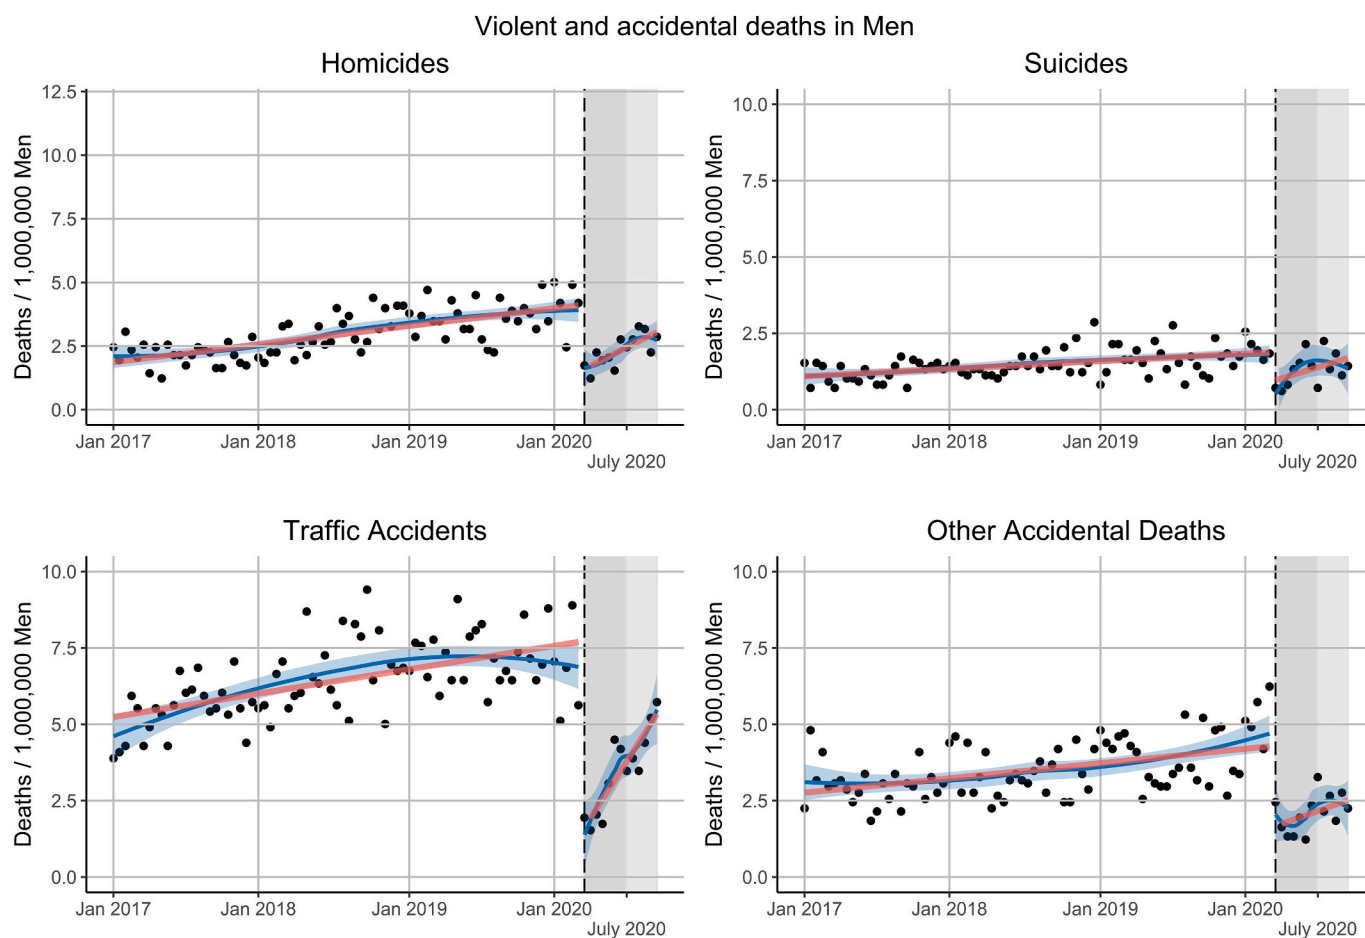 Violent and accidental deaths in Men
Homicides
Deaths / 1,000,000 Men
12.5
10.0
7.5
5.0
2.5
0.0
Jan 2017
Jan 2018
Jan 2019
Jan 2020
July 2020
Suicides
Deaths / 1,000,000 Men
10.0
7.5
5.0
2.5
0.0
Jan 2017
Jan 2018
Jan 2019
Jan 2020
July 2020
Traffic Accidents
Deaths / 1,000,000 Men
10.0
7.5
5.0
2.5
0.0
Jan 2017
Jan 2018
Jan 2019
Jan 2020
July 2020
Other Accidental Deaths
Deaths / 1,000,000 Men
10.0
7.5
5.0
2.5
0.0
Jan 2017
Jan 2018
Jan 2019
Jan 2020
July 2020